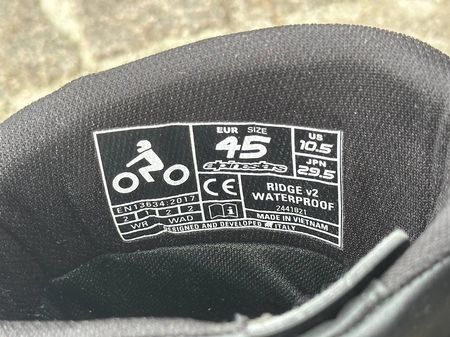 EUR SIZE
45
alpinestars
US
10.5
JPN
29.5
EN13634:2017
2 2 2
WR WAD
CE
i
RIDGE v2
WATERPROOF
2441821
MADE IN VIETNAM
DESIGNED AND DEVELOPED IN ITALY